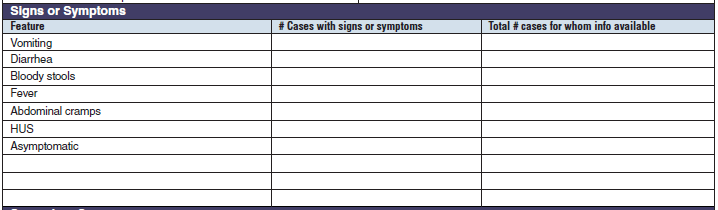 Signs or Symptoms
Feature # Cases with signs or symptoms Total # cases for whom info available
Vomiting
Diarrhea
Bloody stools
Fever
Abdominal cramps
HUS
Asymptomatic